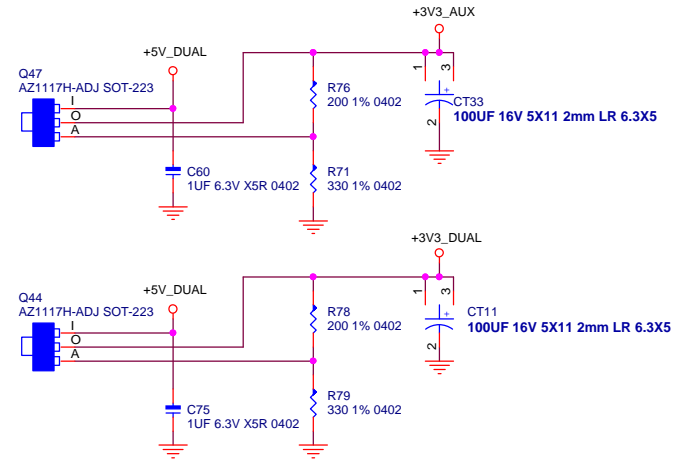 +3V3_AUX
+5V_DUAL
Q47
AZ1117H-ADJ SOT-223
I
O
A
R76
200 1% 0402
1
3
+
CT33
100UF 16V 5X11 2mm LR 6.3X5
2
C60
1UF 6.3V X5R 0402
R71
330 1% 0402
+3V3_DUAL
+5V_DUAL
Q44
AZ1117H-ADJ SOT-223
I
O
A
R78
200 1% 0402
1
3
+
CT11
100UF 16V 5X11 2mm LR 6.3X5
2
C75
1UF 6.3V X5R 0402
R79
330 1% 0402